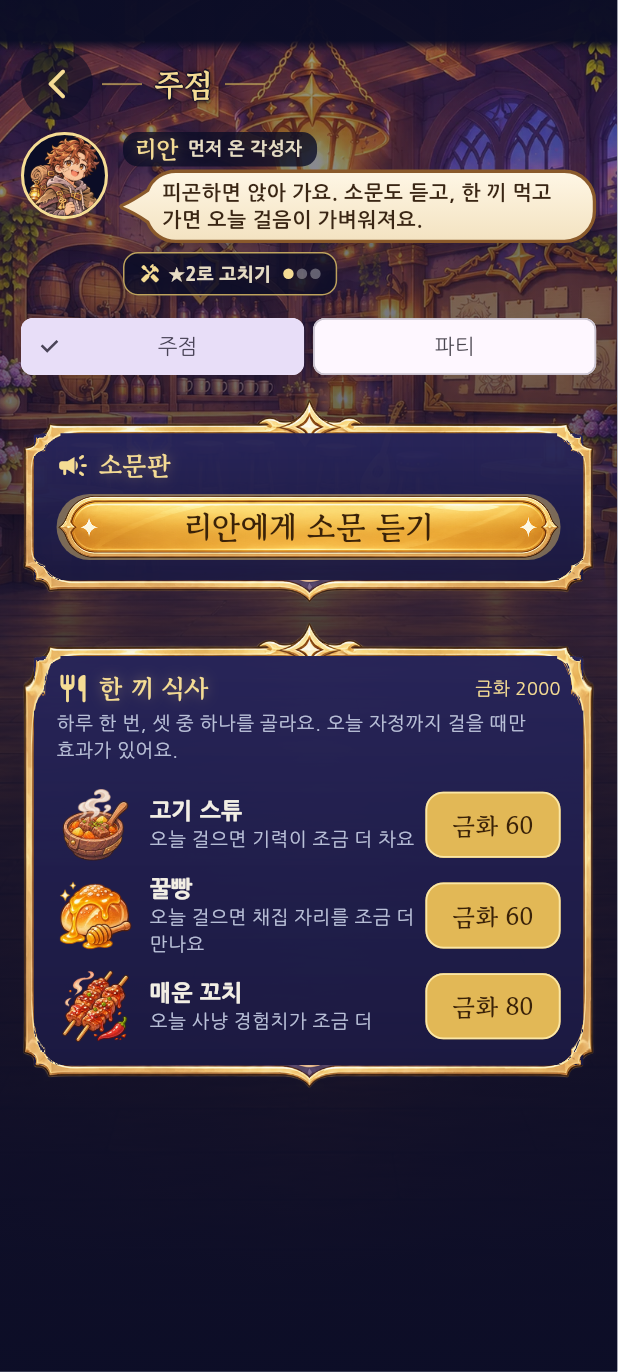 주점
리안 먼저 온 각성자
피곤하면 앉아 가요. 소문도 듣고, 한 끼 먹고
가면 오늘 걸음이 가벼워져요.
★2로 고치기
주점
파티
소문판
리안에게 소문 듣기
한 끼 식사
금화 2000
하루 한 번, 셋 중 하나를 골라요. 오늘 자정까지 걸을 때만
효과가 있어요.
고기 스튜
오늘 걸으면 기력이 조금 더 차요
금화 60
꿀빵
오늘 걸으면 채집 자리를 조금 더
만나요
금화 60
매운 꼬치
오늘 사냥 경험치가 조금 더
금화 80